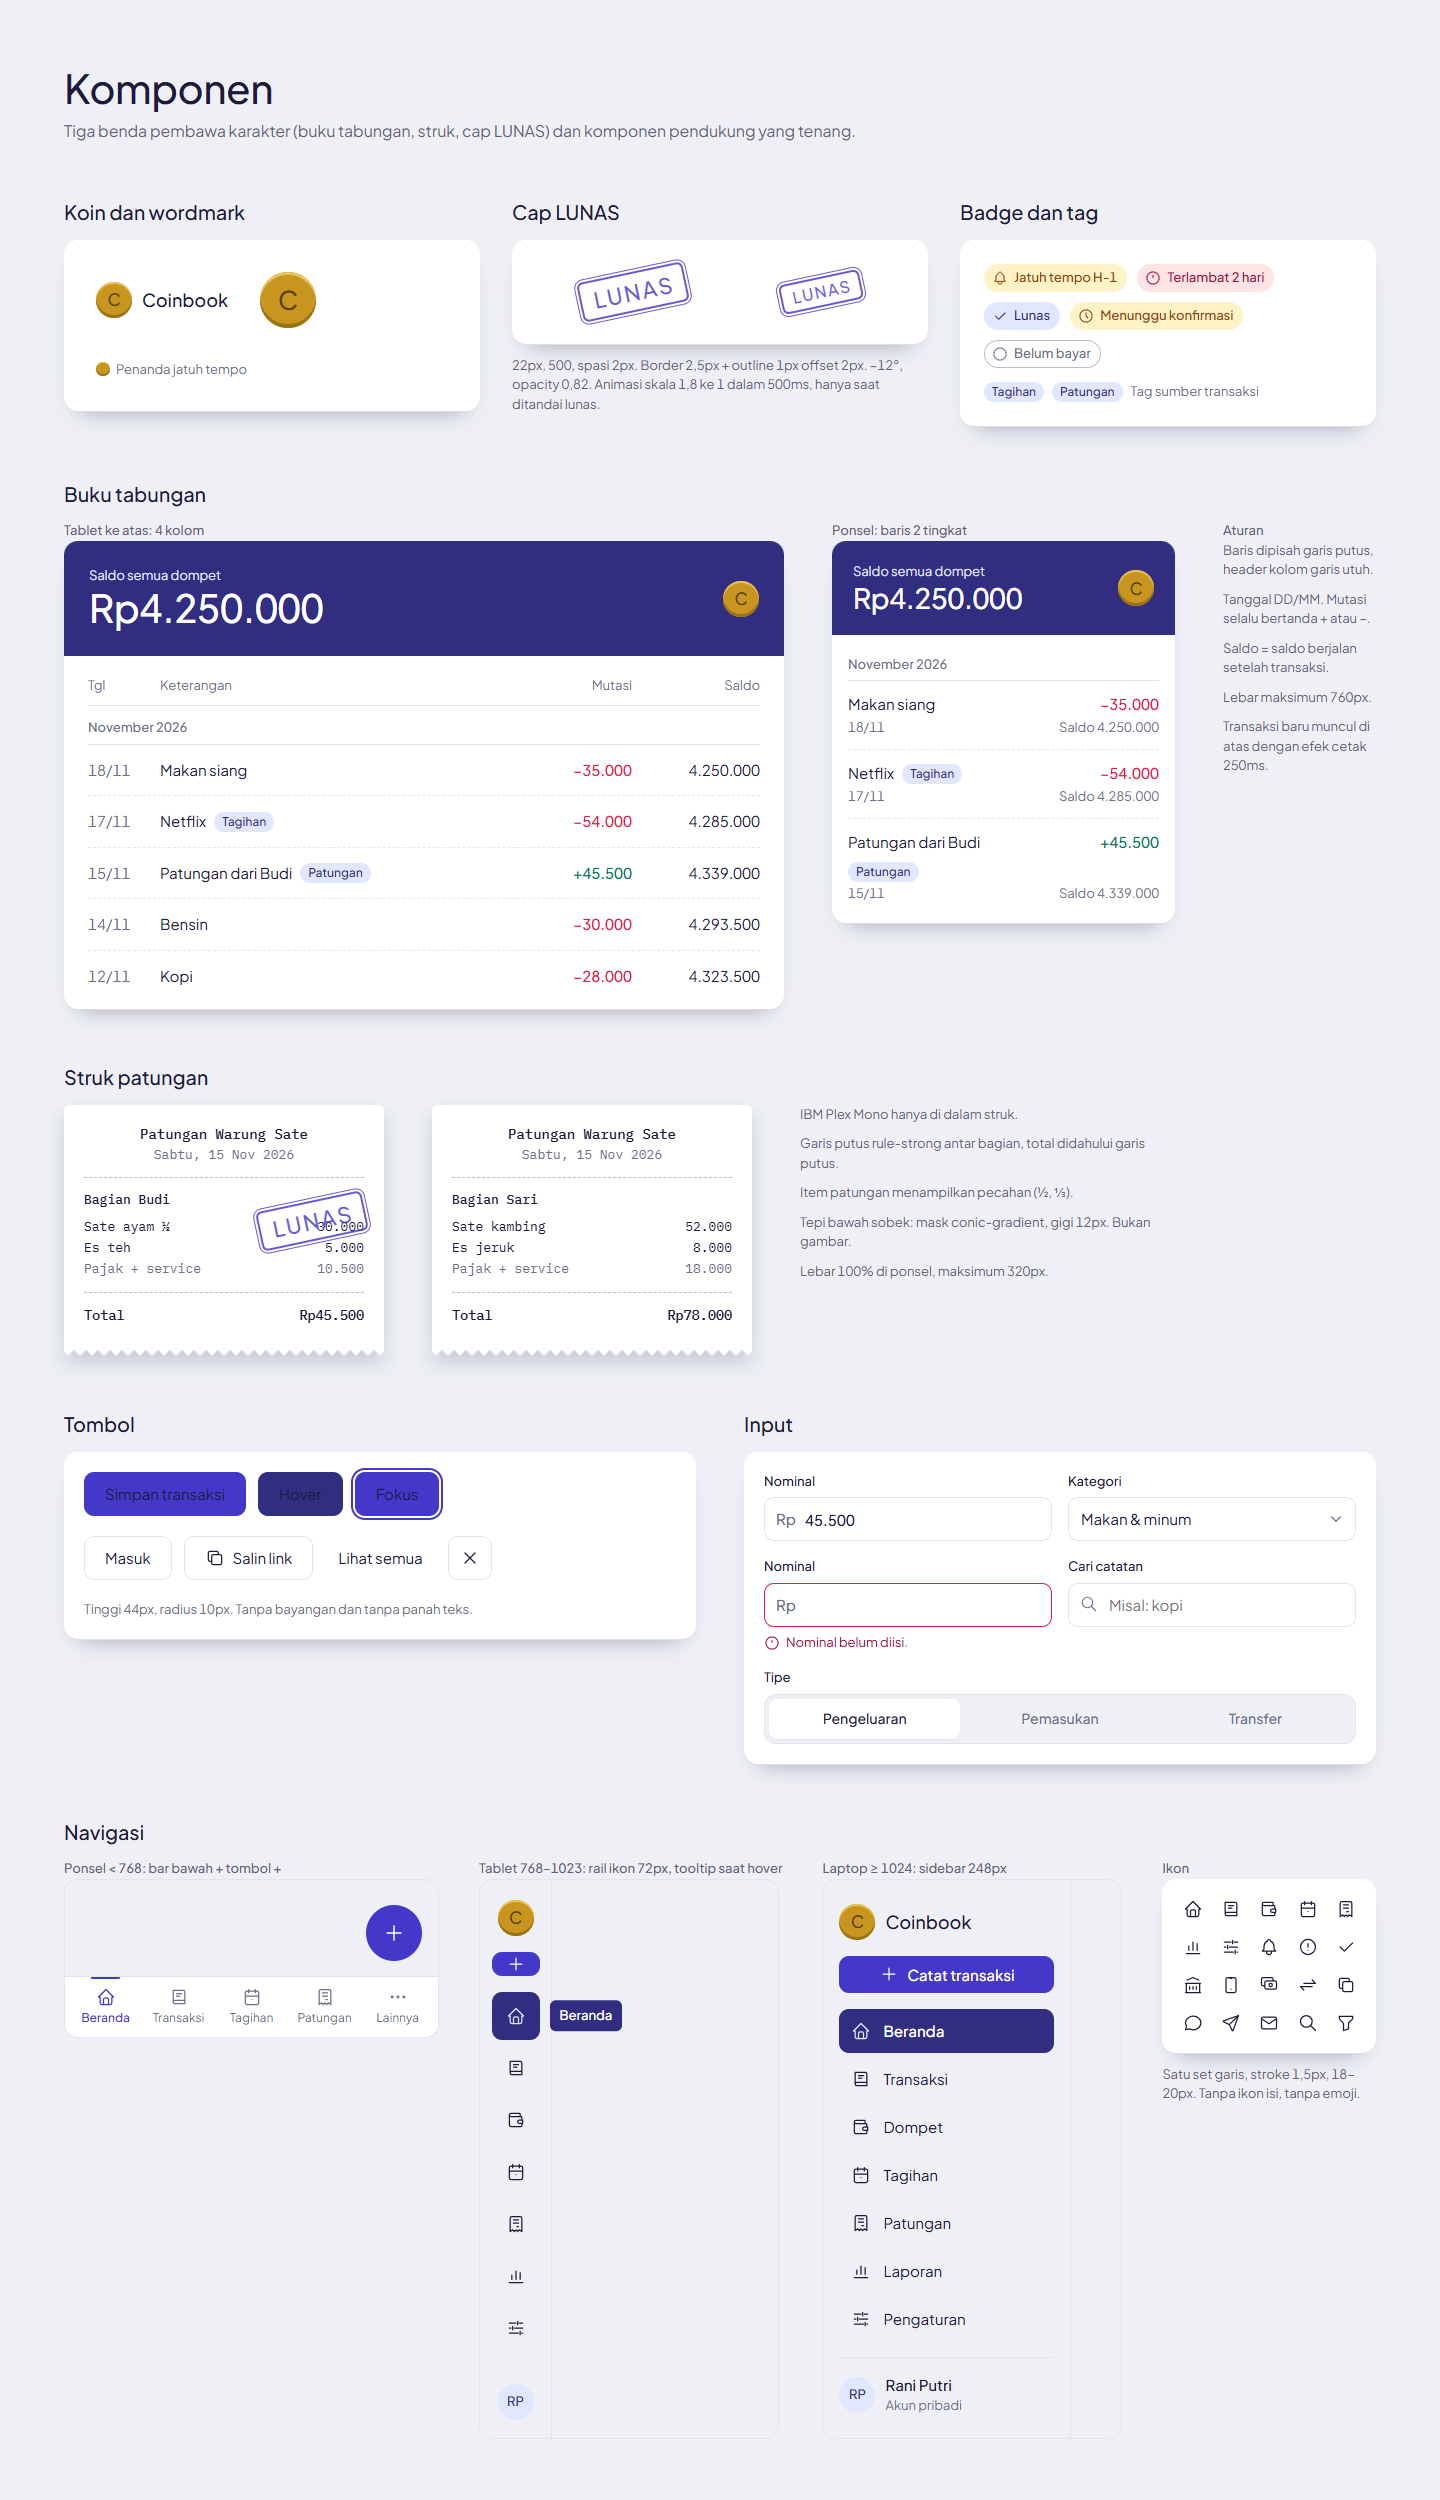 Komponen
Tiga benda pembawa karakter (buku tabungan, struk, cap LUNAS) dan komponen pendukung yang tenang.
Koin dan wordmark
C Coinbook C
Penanda jatuh tempo
Cap LUNAS
LUNAS LUNAS
22px, 500, spasi 2px. Border 2,5px + outline 1px offset 2px. −12°,
opacity 0,82. Animasi skala 1,8 ke 1 dalam 500ms, hanya saat
ditandai lunas.
Badge dan tag
Jatuh tempo H-1 Terlambat 2 hari
Lunas Menunggu konfirmasi
Belum bayar
Tagihan Patungan Tag sumber transaksi
Buku tabungan
Tablet ke atas: 4 kolom
Saldo semua dompet
Rp4.250.000
C
Tgl Keterangan Mutasi Saldo
November 2026
18/11 Makan siang −35.000 4.250.000
17/11 Netflix Tagihan −54.000 4.285.000
15/11 Patungan dari Budi Patungan +45.500 4.339.000
14/11 Bensin −30.000 4.293.500
12/11 Kopi −28.000 4.323.500
Ponsel: baris 2 tingkat
Saldo semua dompet
Rp4.250.000
C
November 2026
Makan siang −35.000
18/11 Saldo 4.250.000
Netflix Tagihan −54.000
17/11 Saldo 4.285.000
Patungan dari Budi +45.500
Patungan
15/11 Saldo 4.339.000
Aturan
Baris dipisah garis putus,
header kolom garis utuh.
Tanggal DD/MM. Mutasi
selalu bertanda + atau −.
Saldo = saldo berjalan
setelah transaksi.
Lebar maksimum 760px.
Transaksi baru muncul di
atas dengan efek cetak
250ms.
Struk patungan
Patungan Warung Sate
Sabtu, 15 Nov 2026
Bagian Budi
LUNAS
Sate ayam ½ 30.000
Es teh 5.000
Pajak + service 10.500
Total Rp45.500
Patungan Warung Sate
Sabtu, 15 Nov 2026
Bagian Sari
Sate kambing 52.000
Es jeruk 8.000
Pajak + service 18.000
Total Rp78.000
IBM Plex Mono hanya di dalam struk.
Garis putus rule-strong antar bagian, total didahului garis
putus.
Item patungan menampilkan pecahan (½, ⅓).
Tepi bawah sobek: mask conic-gradient, gigi 12px. Bukan
gambar.
Lebar 100% di ponsel, maksimum 320px.
Tombol
Simpan transaksi Hover Fokus
Masuk Salin link Lihat semua
Tinggi 44px, radius 10px. Tanpa bayangan dan tanpa panah teks.
Input
Nominal Kategori
Rp 45.500 Makan & minum
Nominal Cari catatan
Rp Misal: kopi
Nominal belum diisi.
Tipe
Pengeluaran Pemasukan Transfer
Navigasi
Ponsel < 768: bar bawah + tombol +
Beranda Transaksi Tagihan Patungan Lainnya
Tablet 768–1023: rail ikon 72px, tooltip saat hover
C
Beranda
RP
Laptop ≥ 1024: sidebar 248px
C Coinbook
Catat transaksi
Beranda
Transaksi
Dompet
Tagihan
Patungan
Laporan
Pengaturan
RP Rani Putri
Akun pribadi
Ikon
Satu set garis, stroke 1,5px, 18–
20px. Tanpa ikon isi, tanpa emoji.